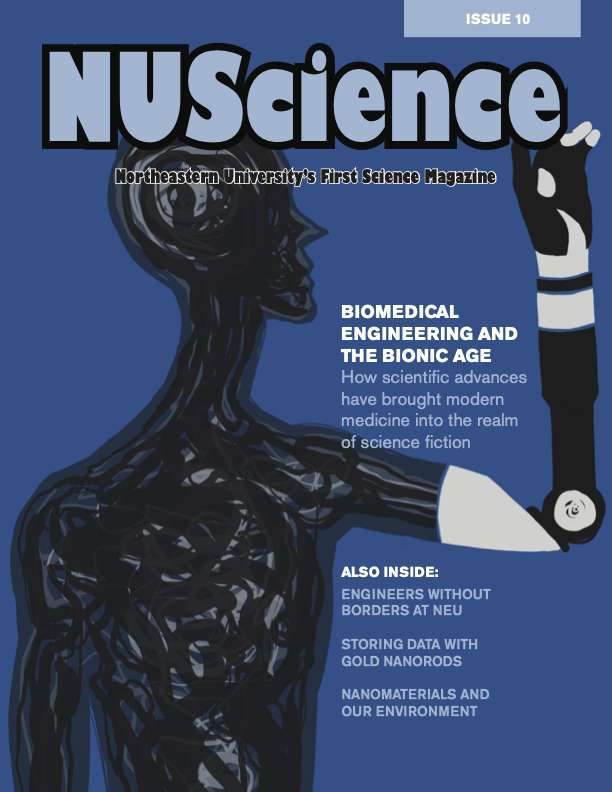 ISSUE 10
NUScience
Northeastern University's First Science Magazine
BIOMEDICAL
ENGINEERING AND
THE BIONIC AGE
How scientific advances
have brought modern
medicine into the realm
of science fiction
ALSO INSIDE:
ENGINEERS WITHOUT
BORDERS AT NEU
STORING DATA WITH
GOLD NANORODS
NANOMATERIALS AND
OUR ENVIRONMENT